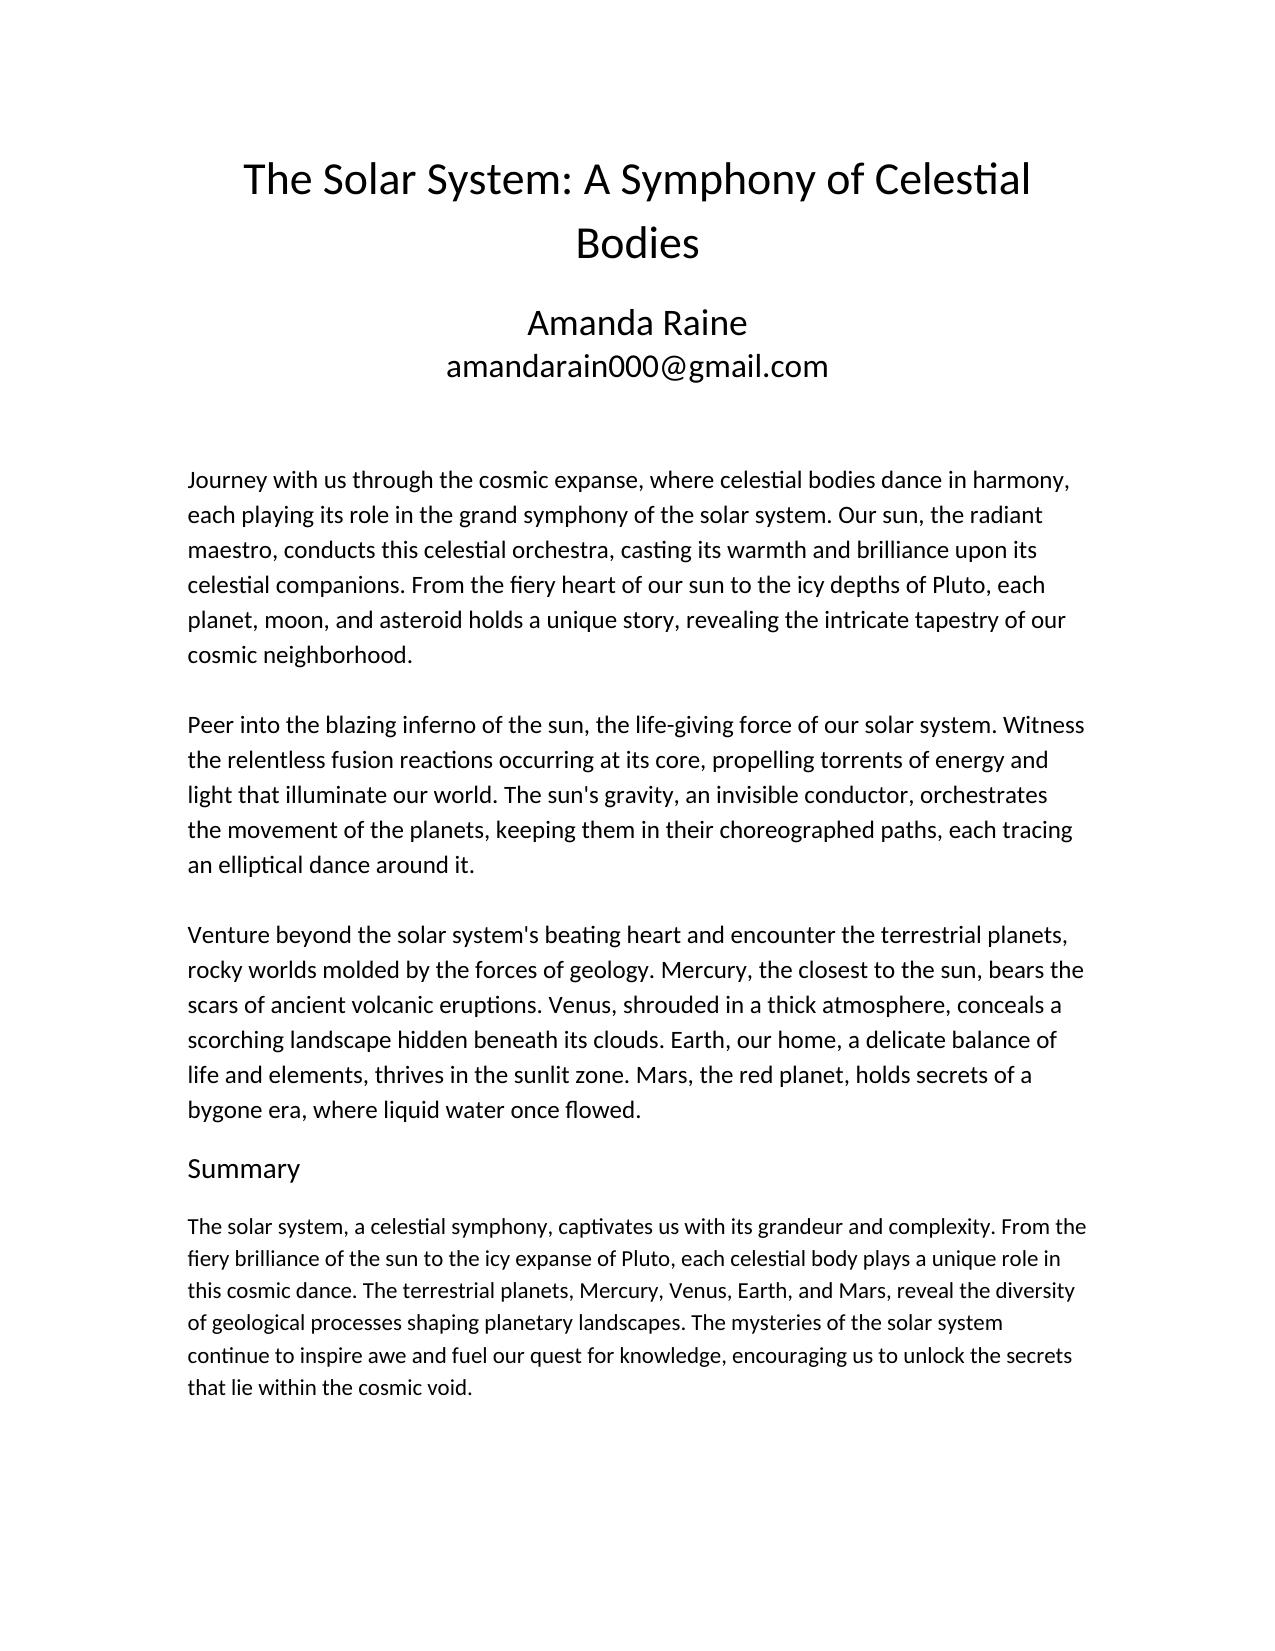 The Solar System: A Symphony of Celestial
Bodies
Amanda Raine
amandarain000@gmail.com
Journey with us through the cosmic expanse, where celestial bodies dance in harmony,
each playing its role in the grand symphony of the solar system. Our sun, the radiant
maestro, conducts this celestial orchestra, casting its warmth and brilliance upon its
celestial companions. From the fiery heart of our sun to the icy depths of Pluto, each
planet, moon, and asteroid holds a unique story, revealing the intricate tapestry of our
cosmic neighborhood.
Peer into the blazing inferno of the sun, the life-giving force of our solar system. Witness
the relentless fusion reactions occurring at its core, propelling torrents of energy and
light that illuminate our world. The sun's gravity, an invisible conductor, orchestrates
the movement of the planets, keeping them in their choreographed paths, each tracing
an elliptical dance around it.
Venture beyond the solar system's beating heart and encounter the terrestrial planets,
rocky worlds molded by the forces of geology. Mercury, the closest to the sun, bears the
scars of ancient volcanic eruptions. Venus, shrouded in a thick atmosphere, conceals a
scorching landscape hidden beneath its clouds. Earth, our home, a delicate balance of
life and elements, thrives in the sunlit zone. Mars, the red planet, holds secrets of a
bygone era, where liquid water once flowed.
Summary
The solar system, a celestial symphony, captivates us with its grandeur and complexity. From the
fiery brilliance of the sun to the icy expanse of Pluto, each celestial body plays a unique role in
this cosmic dance. The terrestrial planets, Mercury, Venus, Earth, and Mars, reveal the diversity
of geological processes shaping planetary landscapes. The mysteries of the solar system
continue to inspire awe and fuel our quest for knowledge, encouraging us to unlock the secrets
that lie within the cosmic void.